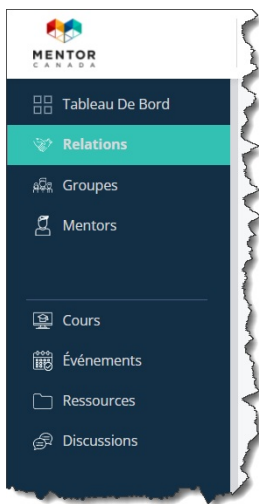 MENTOR
CANADA
Tableau De Bord
Relations
Groupes
Mentors
Cours
Événements
Ressources
Discussions